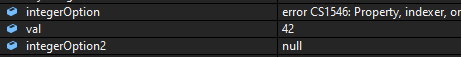 integerOption error CS1546: Property, indexer, or
val 42
integerOption2 null